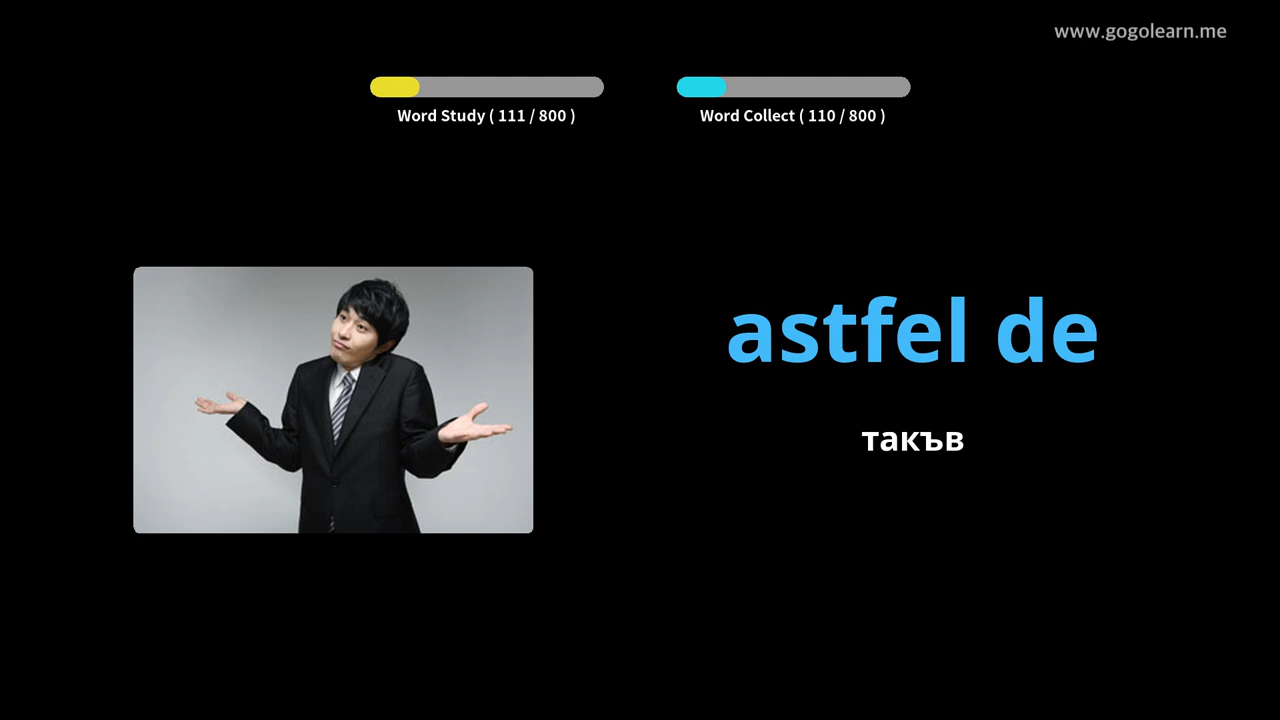 www.gogolearn.me
Word Study ( 111 / 800 )
Word Collect ( 110 / 800 )
astfel de
такъв